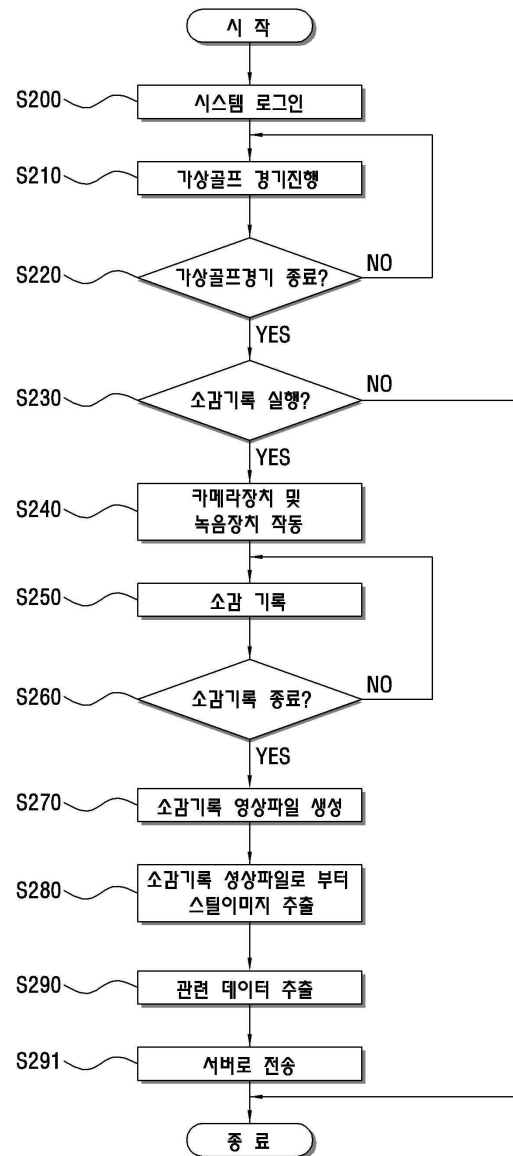 시 작
S200
시스템 로그인
S210
가상골프 경기진행
S220
가상골프경기 종료?
NO
YES
S230
소감기록 실행?
NO
YES
S240
카메라장치 및
녹음장치 작동
S250
소감 기록
S260
소감기록 종료?
NO
YES
S270
소감기록 영상파일 생성
S280
소감기록 성상파일로 부터
스틸이미지 추출
S290
관련 데이터 추출
S291
서버로 전송
종 료